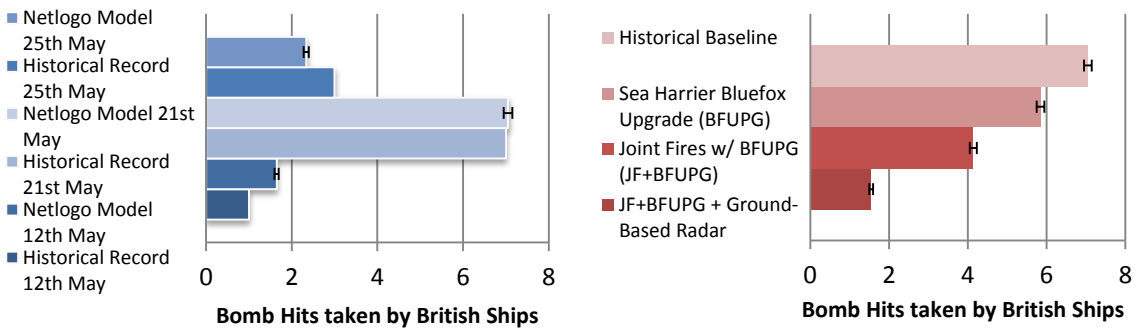 Netlogo Model
25th May
Historical Record
25th May
Netlogo Model 21st
May
Historical Record
21st May
Netlogo Model
12th May
Historical Record
12th May
0 2 4 6 8
Bomb Hits taken by British Ships
Historical Baseline
Sea Harrier Bluefox
Upgrade (BFUPG)
Joint Fires w/ BFUPG
(JF+BFUPG)
JF+BFUPG + Ground-
Based Radar
0 2 4 6 8
Bomb Hits taken by British Ships